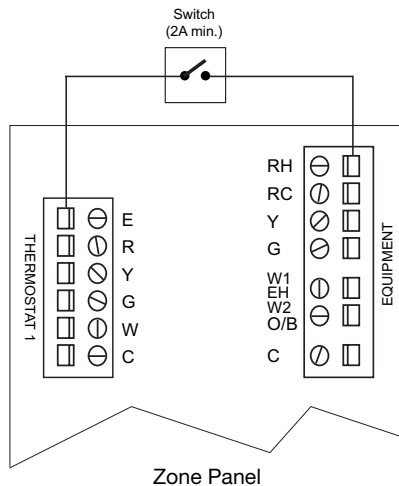 Switch
(2A min.)
THERMOSTAT 1
E
R
Y
G
W
C
RH
RC
Y
G
W1
EH
W2
O/B
C
EQUIPMENT
Zone Panel